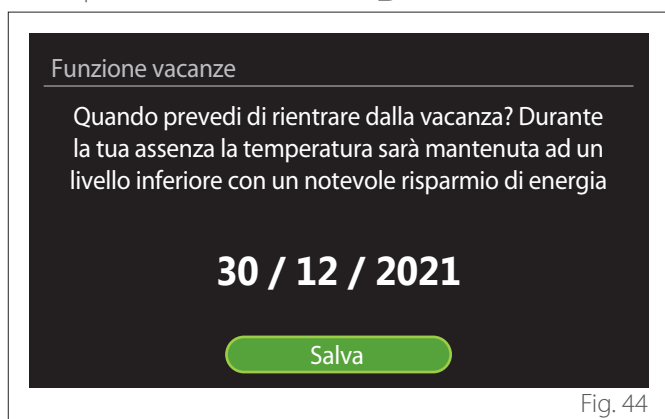 Funzione vacanze
Quando prevedi di rientrare dalla vacanza? Durante
la tua assenza la temperatura sarà mantenuta ad un
livello inferiore con un notevole risparmio di energia
30 / 12 / 2021
Salva
Fig. 44